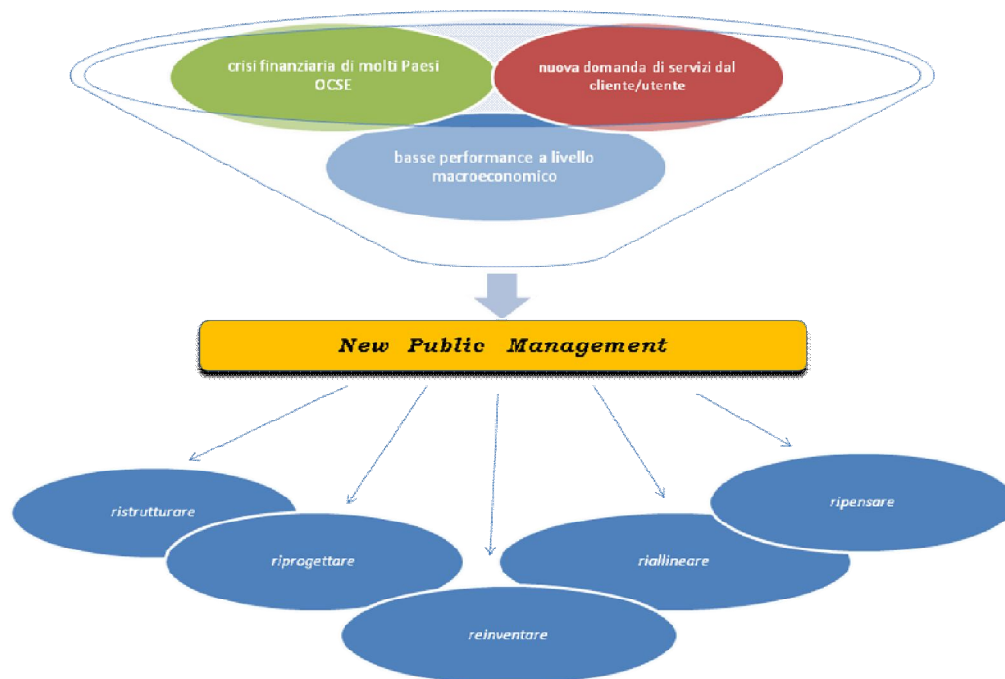 crisi finanziaria di molti Paesi
OCSE
nuova domanda di servizi dal
cliente/utente
basse performance a livello
macroeconomico
New Public Management
ristrutturare
riprogettare
reinventare
riallineare
ripensare